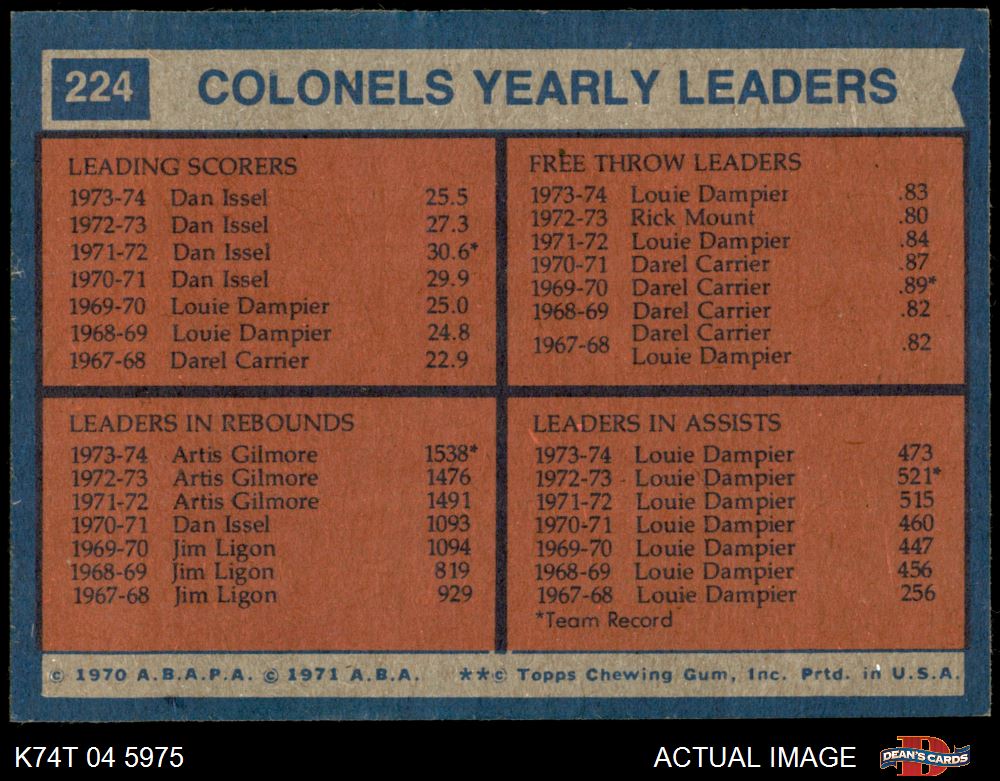 224 COLONELS YEARLY LEADERS
LEADING SCORERS
1973-74 Dan Issel 25.5
1972-73 Dan Issel 27.3
1971-72 Dan Issel 30.6*
1970-71 Dan Issel 29.9
1969-70 Louie Dampier 25.0
1968-69 Louie Dampier 24.8
1967-68 Darel Carrier 22.9
FREE THROW LEADERS
1973-74 Louie Dampier .83
1972-73 Rick Mount .80
1971-72 Louie Dampier .84
1970-71 Darel Carrier .87
1969-70 Darel Carrier .89*
1968-69 Darel Carrier .82
1967-68 Darel Carrier .82
Louie Dampier
LEADERS IN REBOUNDS
1973-74 Artis Gilmore 1538*
1972-73 Artis Gilmore 1476
1971-72 Artis Gilmore 1491
1970-71 Dan Issel 1093
1969-70 Jim Ligon 1094
1968-69 Jim Ligon 819
1967-68 Jim Ligon 929
LEADERS IN ASSISTS
1973-74 Louie Dampier 473
1972-73 Louie Dampier 521*
1971-72 Louie Dampier 515
1970-71 Louie Dampier 460
1969-70 Louie Dampier 447
1968-69 Louie Dampier 456
1967-68 Louie Dampier 256
*Team Record
© 1970 A.B.A.P.A. © 1971 A.B.A. **© Topps Chewing Gum, Inc. Prtd. in U.S.A.
K74T 04 5975 ACTUAL IMAGE DEAN'S CARDS